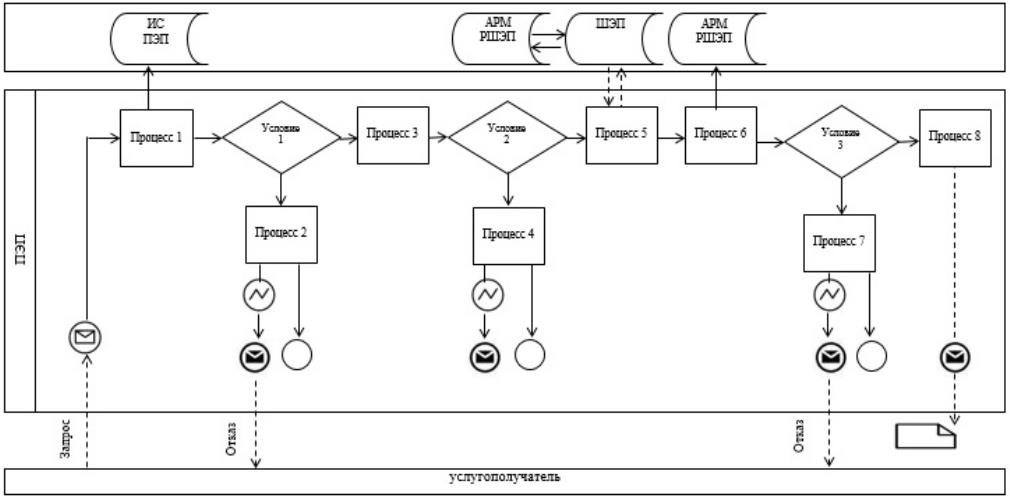 ИС
ПЭП
АРМ
РШЭП
ШЭП
АРМ
РШЭП
ПЭП
Процесс 1
Условие
1
Процесс 3
Условие
2
Процесс 5
Процесс 6
Условие
3
Процесс 8
Процесс 2
Процесс 4
Процесс 7
Запрос
Отказ
Отказ
услугополучатель